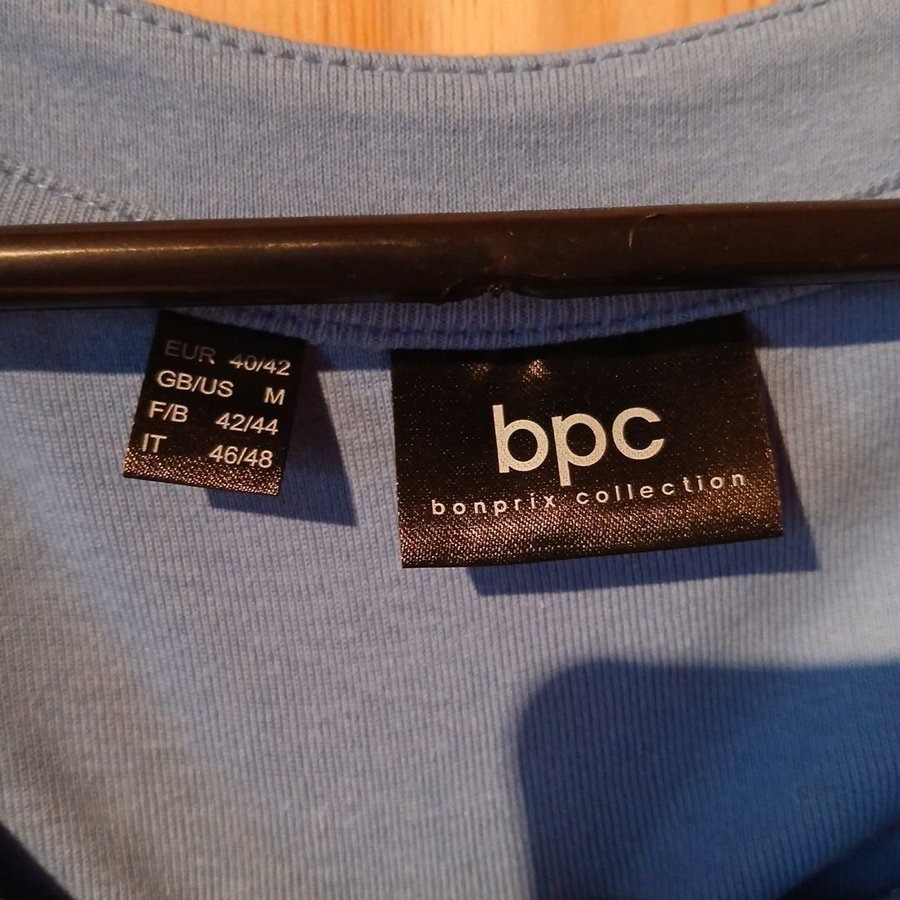 EUR 40/42
GB/US M
F/B 42/44
IT 46/48
bpc
bonprix collection